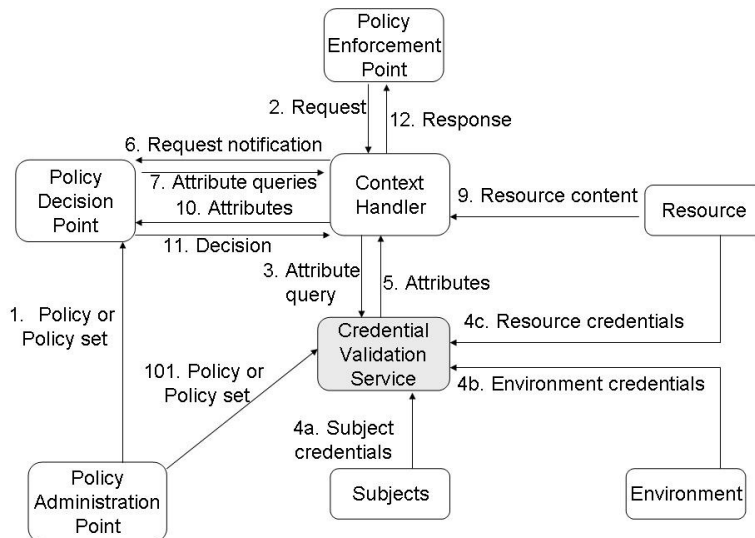 Policy
Enforcement
Point
2. Request
12. Response
6. Request notification
7. Attribute queries
10. Attributes
11. Decision
Policy
Decision
Point
Context
Handler
9. Resource content
Resource
3. Attribute
query
5. Attributes
1. Policy or
Policy set
101. Policy or
Policy set
Credential
Validation
Service
4c. Resource credentials
4b. Environment credentials
4a. Subject
credentials
Policy
Administration
Point
Subjects
Environment